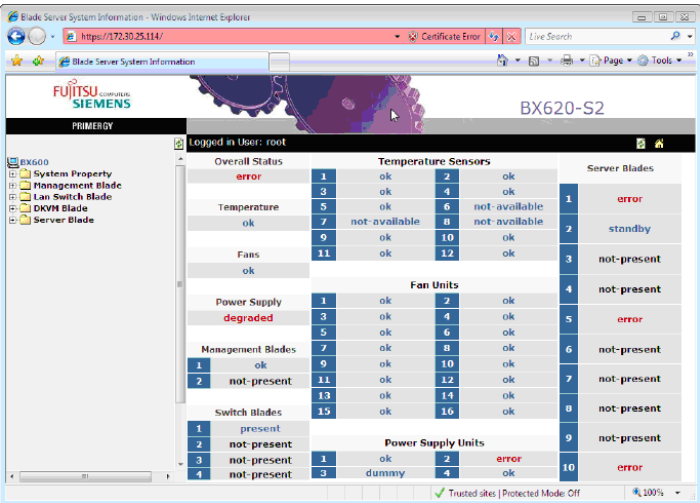 Blade Server System Information - Windows Internet Explorer
https://172.30.25.114/
Certificate Error
Live Search
Blade Server System Information
Page
Tools
FUJITSU COMPUTERS
SIEMENS
BX620-S2
PRIMERGY
Logged in User: root
BX600
System Property
Management Blade
Lan Switch Blade
DKVM Blade
Server Blade
Overall Status
error
Temperature
ok
Fans
ok
Power Supply
degraded
Management Blades
1 ok
2 not-present
Switch Blades
1 present
2 not-present
3 not-present
4 not-present
Temperature Sensors
1 ok 2 ok
3 ok 4 ok
5 ok 6 not-available
7 not-available 8 not-available
9 ok 10 ok
11 ok 12 ok
Fan Units
1 ok 2 ok
3 ok 4 ok
5 ok 6 ok
7 ok 8 ok
9 ok 10 ok
11 ok 12 ok
13 ok 14 ok
15 ok 16 ok
Power Supply Units
1 ok 2 error
3 dummy 4 ok
Server Blades
1 error
2 standby
3 not-present
4 not-present
5 error
6 not-present
7 not-present
8 not-present
9 not-present
10 error
Trusted sites | Protected Mode: Off
100%